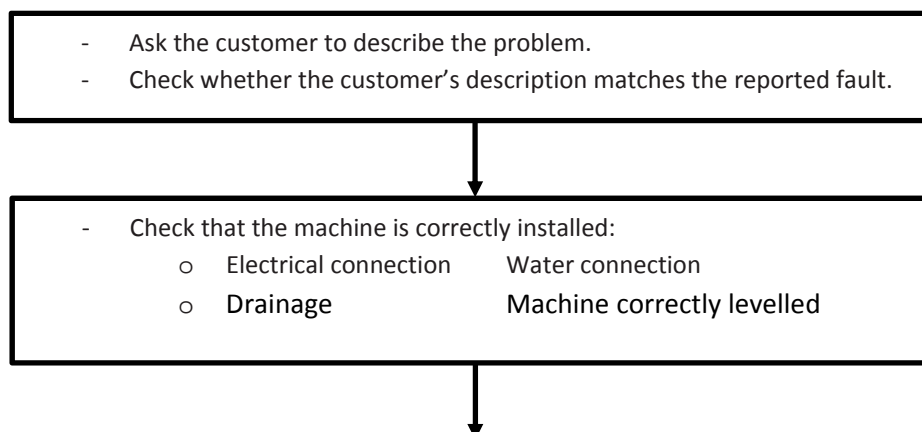 - Ask the customer to describe the problem.
- Check whether the customer’s description matches the reported fault.
- Check that the machine is correctly installed:
o Electrical connection Water connection
o Drainage Machine correctly levelled